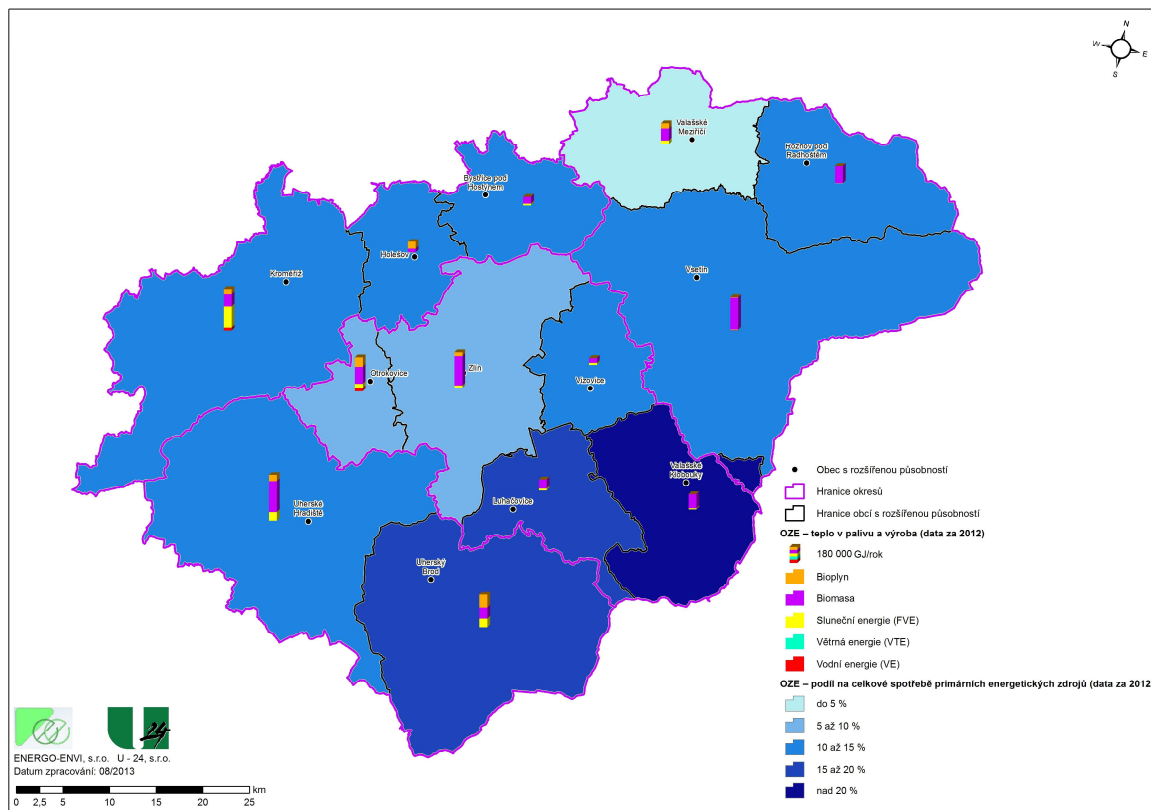 N
W
E
S
Valašské
Meziříčí
Rožnov pod
Radhoštěm
Bystřice pod
Hostýnem
Holešov
Kroměříž
Vsetín
Otrokovice
Zlín
Vizovice
Valašské
Klobouky
Luhačovice
Uherské
Hradiště
Uherský
Brod
Obec s rozšířenou působností
Hranice okresů
Hranice obcí s rozšířenou působností
OZE – teplo v palivu a výroba (data za 2012)
180 000 GJ/rok
Bioplyn
Biomasa
Sluneční energie (FVE)
Větrná energie (VTE)
Vodní energie (VE)
OZE – podíl na celkové spotřebě primárních energetických zdrojů (data za 2012
do 5 %
5 až 10 %
10 až 15 %
15 až 20 %
nad 20 %
U 24
ENERGO-ENVI, s.r.o. U - 24, s.r.o.
Datum zpracování: 08/2013
km
0 2,5 5 10 15 20 25